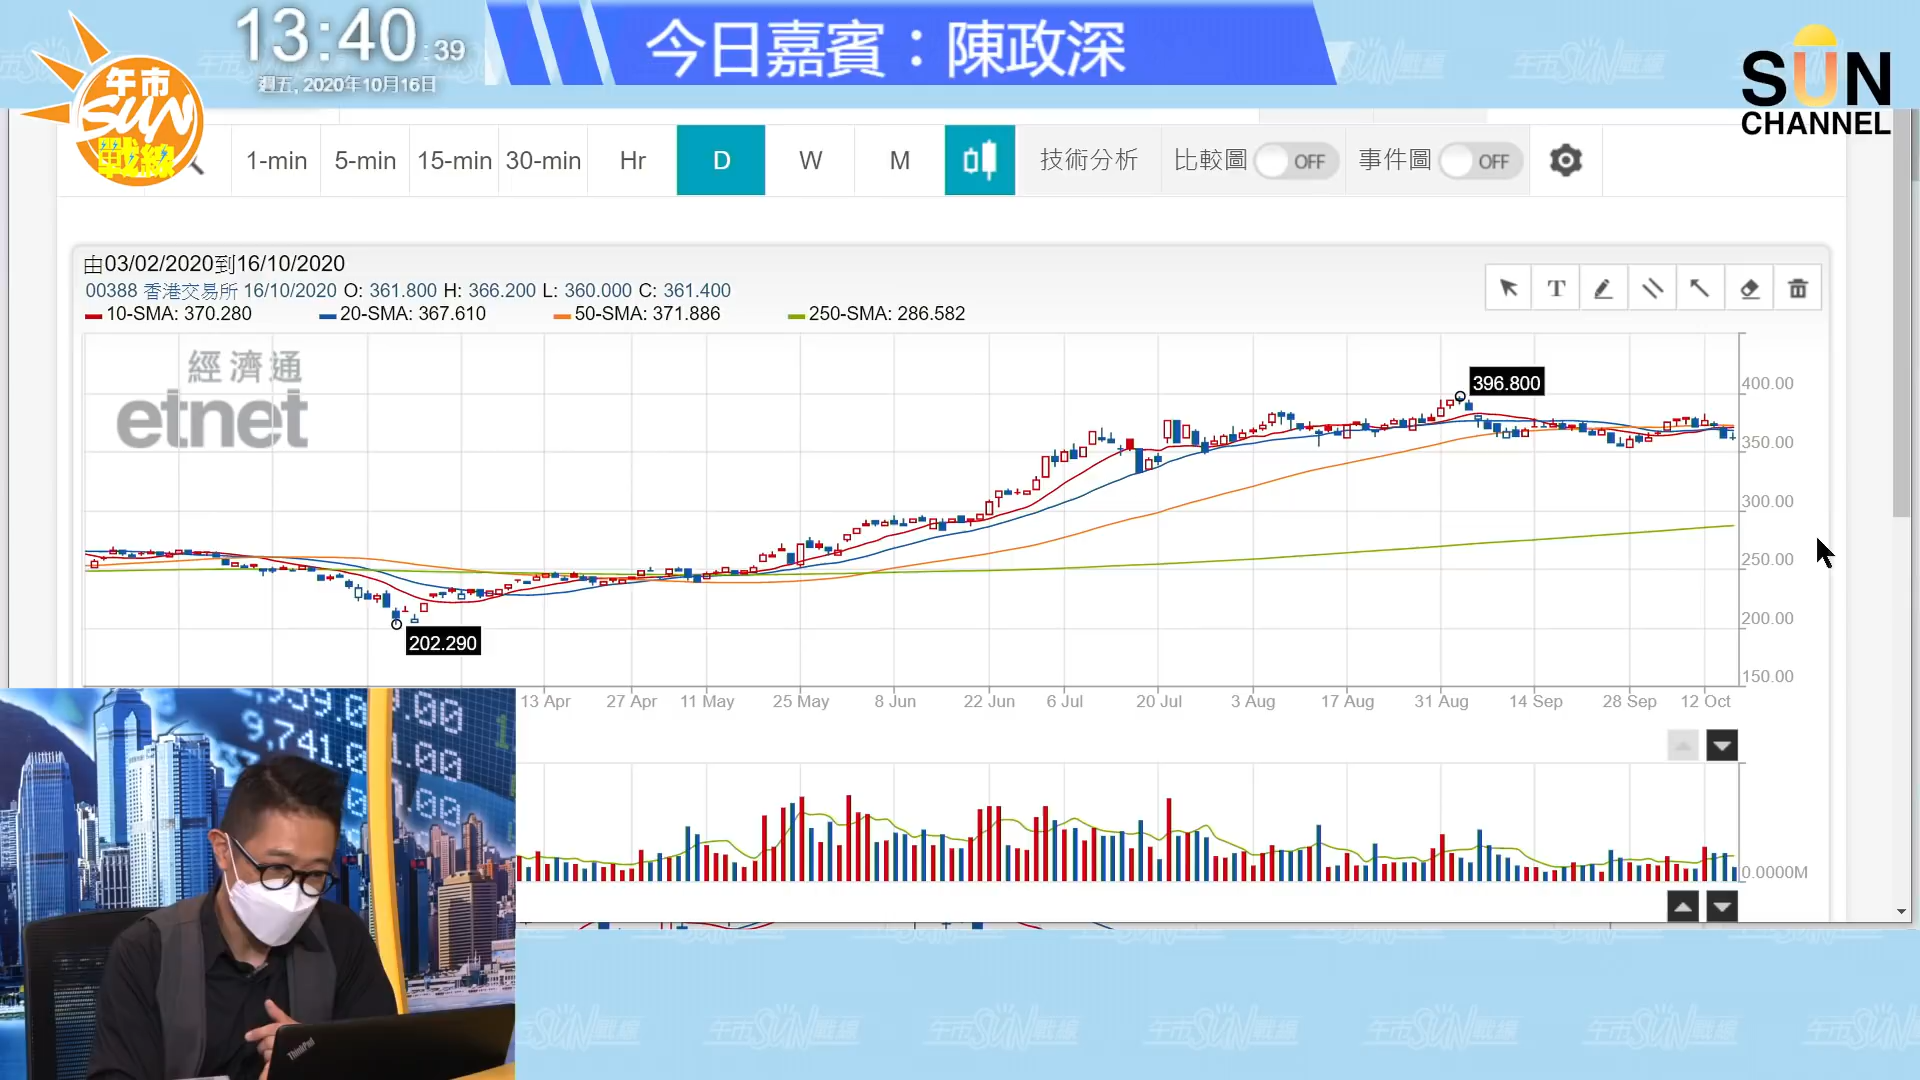 13:40:39
週五, 2020年10月16日
今日嘉賓：陳政深
午市
SUN
戰線
SUN
CHANNEL
1-min 5-min 15-min 30-min Hr D W M 技術分析 比較圖 OFF 事件圖 OFF
由03/02/2020到16/10/2020
00388 香港交易所 16/10/2020 O: 361.800 H: 366.200 L: 360.000 C: 361.400
10-SMA: 370.280 20-SMA: 367.610 50-SMA: 371.886 250-SMA: 286.582
T
經濟通
etnet
396.800
202.290
400.00
350.00
300.00
250.00
200.00
150.00
13 Apr 27 Apr 11 May 25 May 8 Jun 22 Jun 6 Jul 20 Jul 3 Aug 17 Aug 31 Aug 14 Sep 28 Sep 12 Oct
0.0000M
ThinkPad